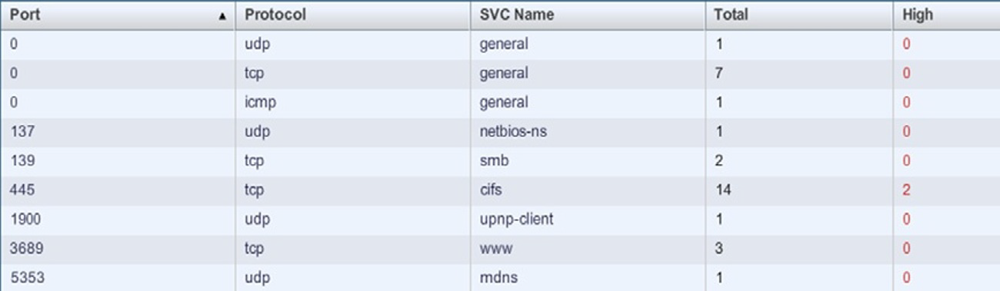 Port ▲ Protocol SVC Name Total High
0 udp general 1 0
0 tcp general 7 0
0 icmp general 1 0
137 udp netbios-ns 1 0
139 tcp smb 2 0
445 tcp cifs 14 2
1900 udp upnp-client 1 0
3689 tcp www 3 0
5353 udp mdns 1 0